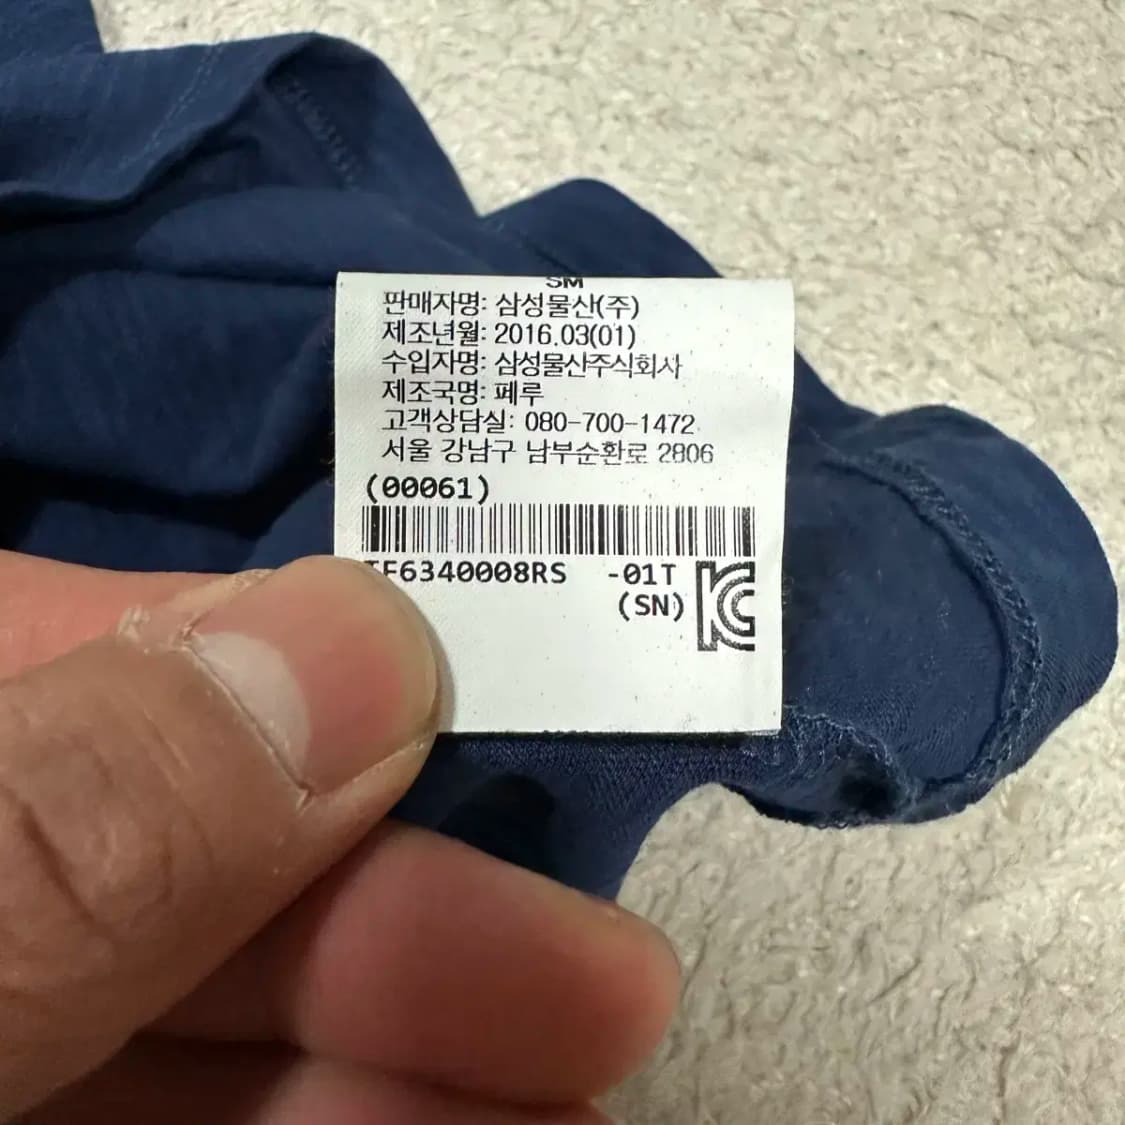 SM
판매자명: 삼성물산(주)
제조년월: 2016.03(01)
수입자명: 삼성물산주식회사
제조국명: 페루
고객상담실: 080-700-1472
서울 강남구 남부순환로 2806
(00061)
-01T
(SN)
KC